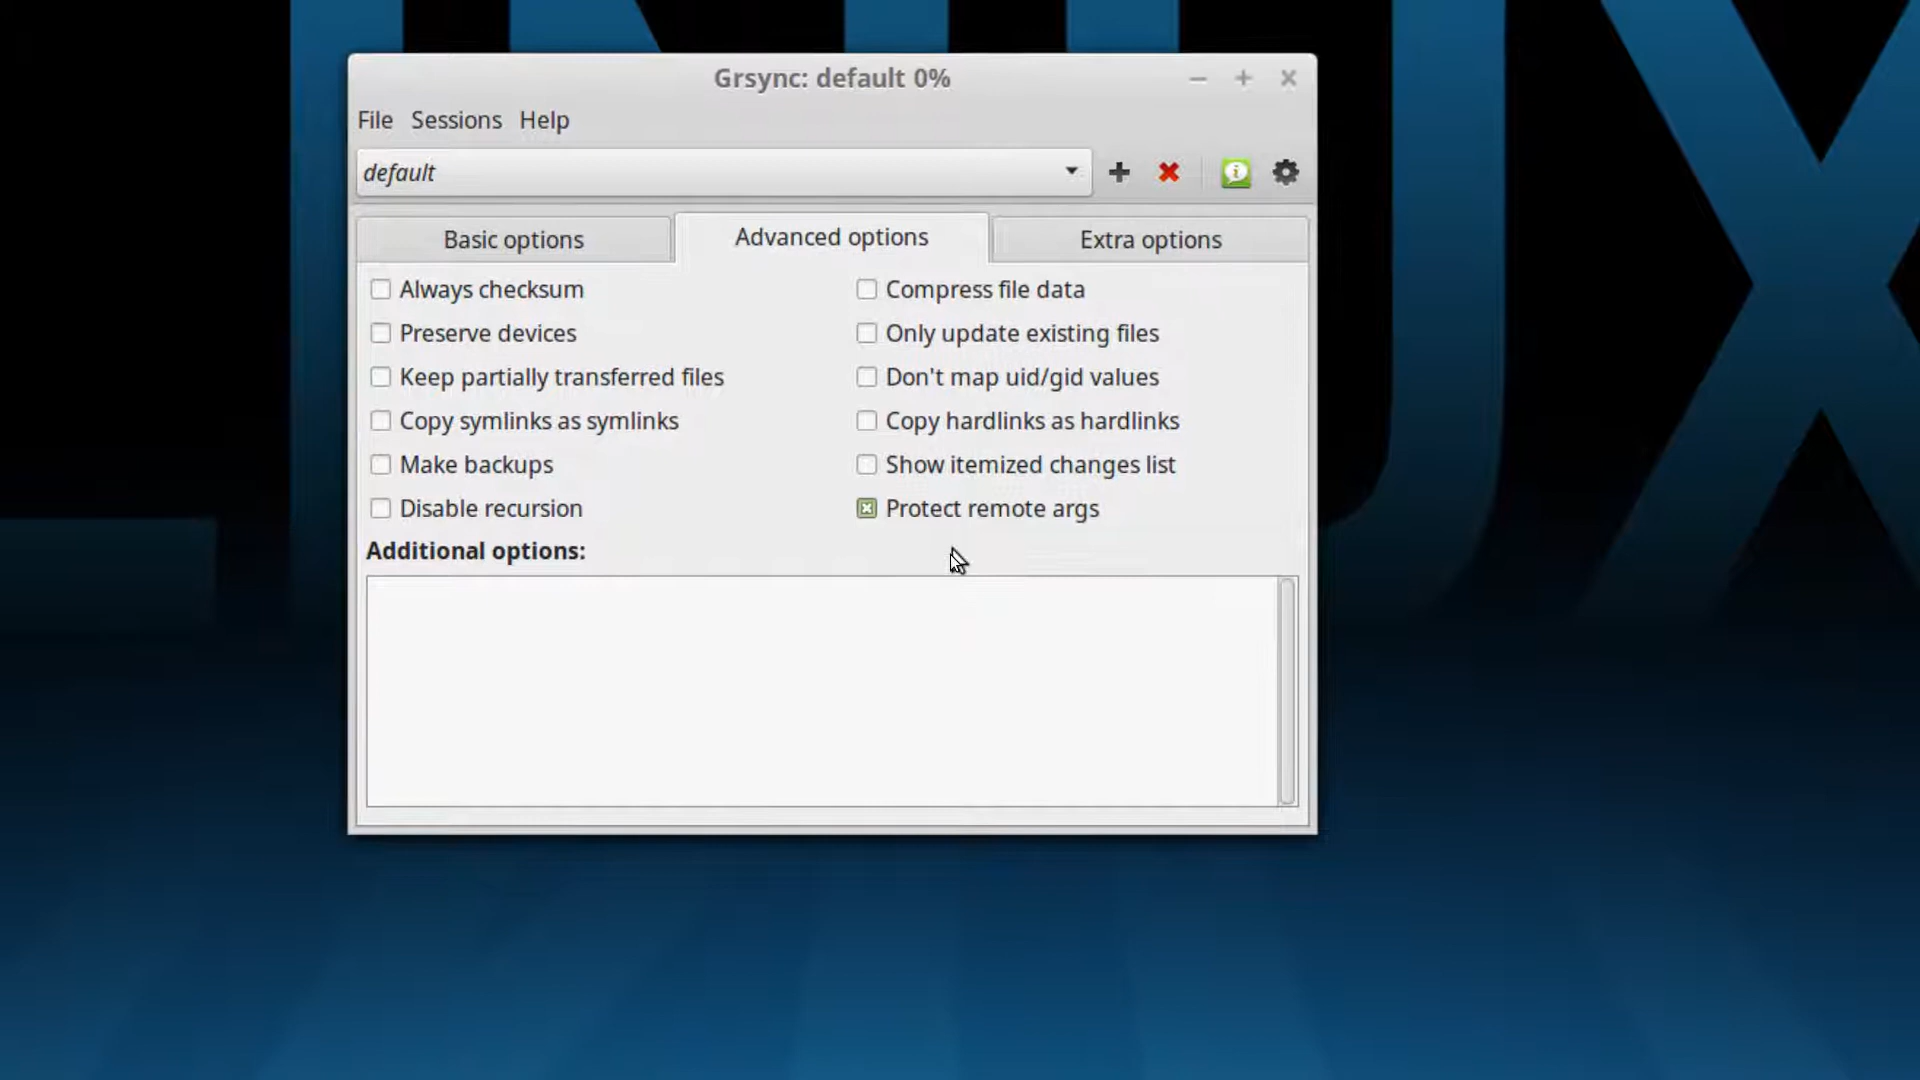 Grsync: default 0%
File Sessions Help
default
Basic options Advanced options Extra options
Always checksum Compress file data
Preserve devices Only update existing files
Keep partially transferred files Don't map uid/gid values
Copy symlinks as symlinks Copy hardlinks as hardlinks
Make backups Show itemized changes list
Disable recursion Protect remote args
Additional options: